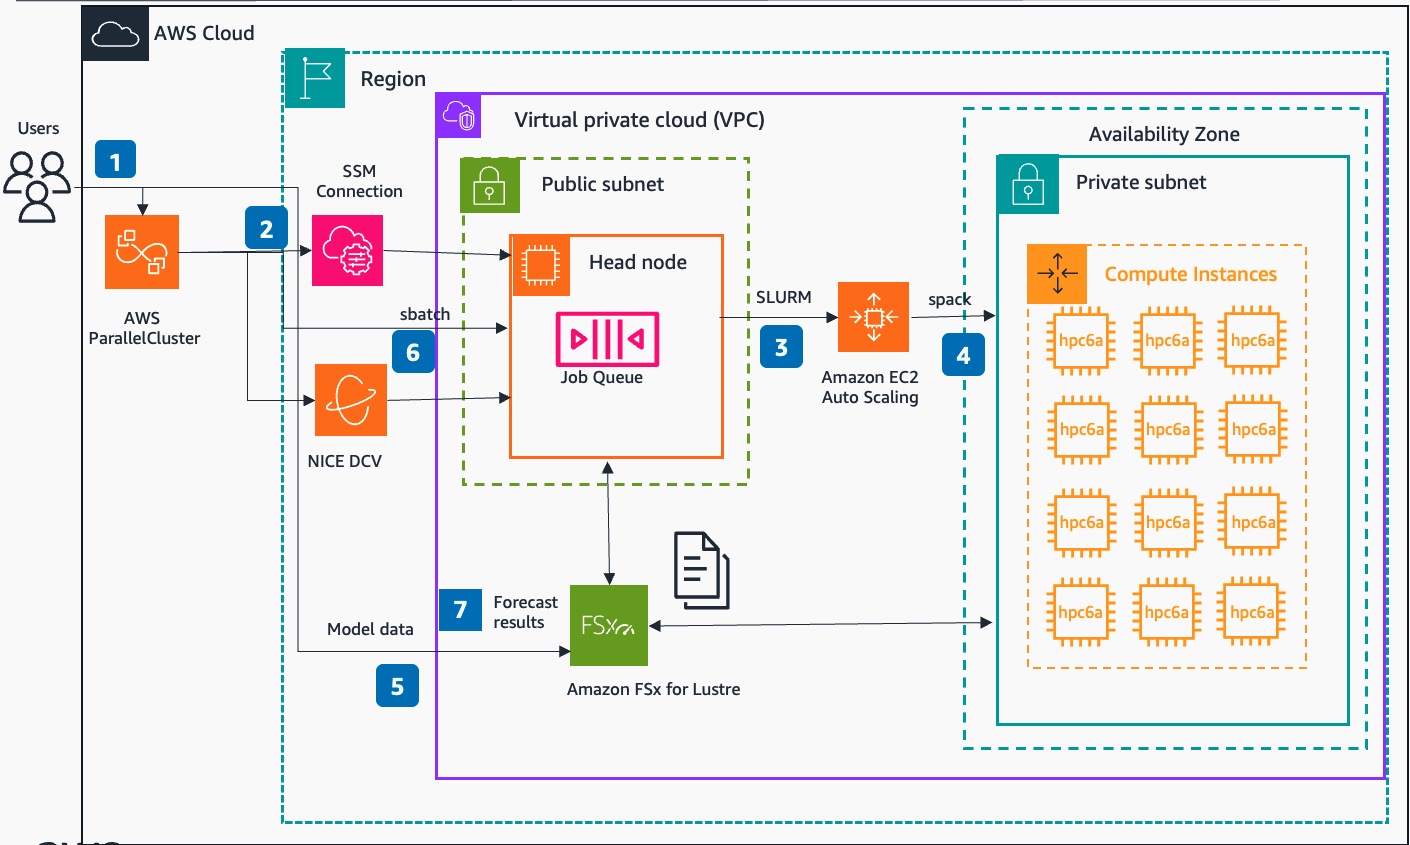 AWS Cloud
Region
Users
1
Virtual private cloud (VPC)
Availability Zone
SSM
Connection
Public subnet
Private subnet
2
Head node
Compute Instances
AWS
ParallelCluster
sbatch
6
SLURM
3
spack
4
Job Queue
Amazon EC2
Auto Scaling
hpc6a
hpc6a
hpc6a
hpc6a
hpc6a
hpc6a
hpc6a
hpc6a
hpc6a
hpc6a
hpc6a
hpc6a
NICE DCV
7
Forecast
results
FSx
Model data
5
Amazon FSx for Lustre